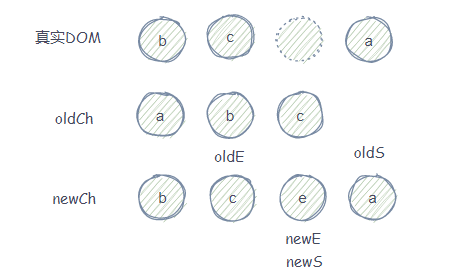 真实DOM b c a
oldCh a b c
oldE oldS
newCh b c e a
newE
newS